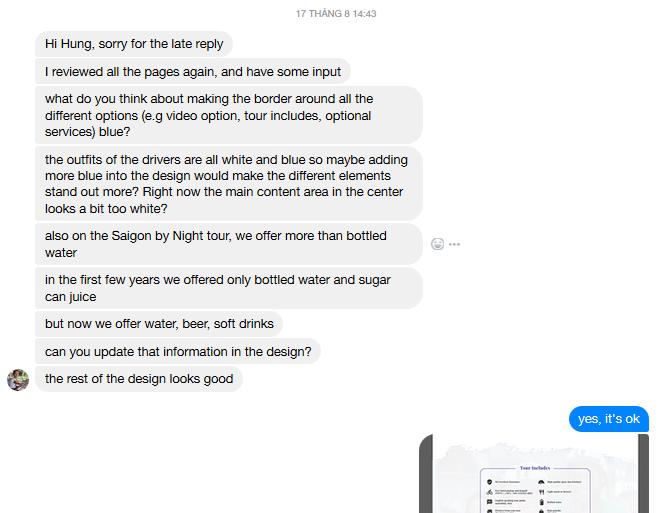 17 THÁNG 8 14:43
Hi Hung, sorry for the late reply
I reviewed all the pages again, and have some input
what do you think about making the border around all the
different options (e.g video option, tour includes, optional
services) blue?
the outfits of the drivers are all white and blue so maybe adding
more blue into the design would make the different elements
stand out more? Right now the main content area in the center
looks a bit too white?
also on the Saigon by Night tour, we offer more than bottled
water
in the first few years we offered only bottled water and sugar
can juice
but now we offer water, beer, soft drinks
can you update that information in the design?
the rest of the design looks good
yes, it's ok
Tour Includes